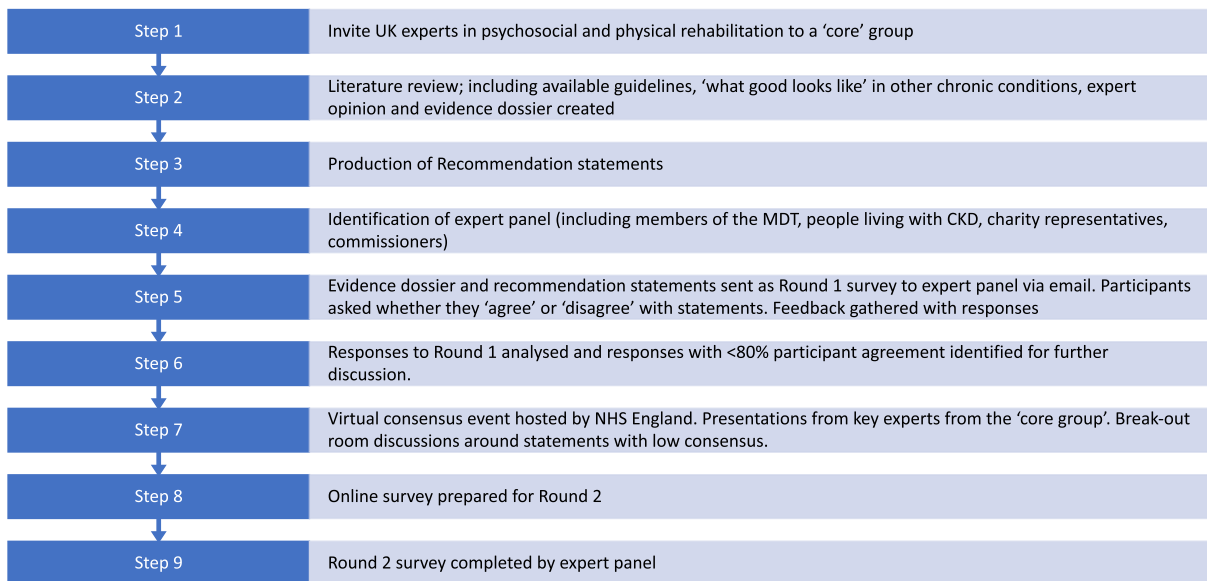 Step 1
Invite UK experts in psychosocial and physical rehabilitation to a ‘core’ group
Step 2
Literature review; including available guidelines, ‘what good looks like’ in other chronic conditions, expert
opinion and evidence dossier created
Step 3
Production of Recommendation statements
Step 4
Identification of expert panel (including members of the MDT, people living with CKD, charity representatives,
commissioners)
Step 5
Evidence dossier and recommendation statements sent as Round 1 survey to expert panel via email. Participants
asked whether they ‘agree’ or ‘disagree’ with statements. Feedback gathered with responses
Step 6
Responses to Round 1 analysed and responses with <80% participant agreement identified for further
discussion.
Step 7
Virtual consensus event hosted by NHS England. Presentations from key experts from the ‘core group’. Break-out
room discussions around statements with low consensus.
Step 8
Online survey prepared for Round 2
Step 9
Round 2 survey completed by expert panel